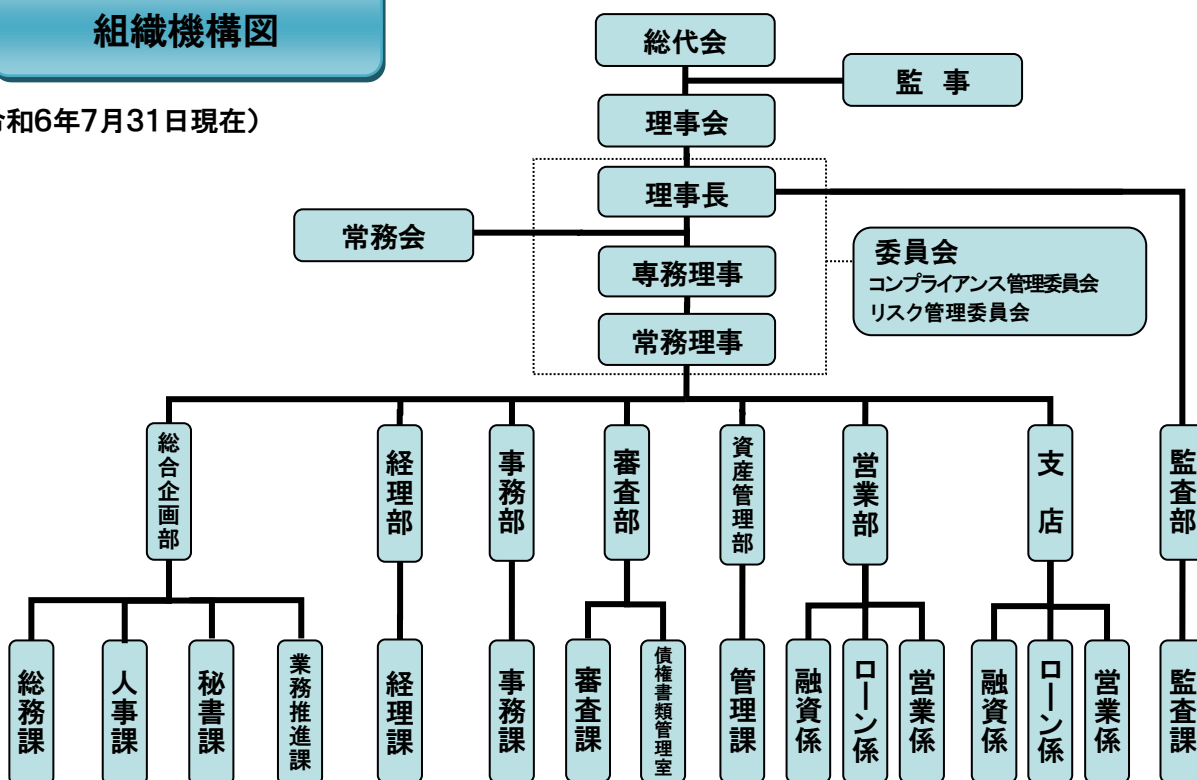 組織機構図
和6年7月31日現在）
総代会
監 事
理事会
理事長
常務会
専務理事
常務理事
委員会
コンプライアンス管理委員会
リスク管理委員会
総合企画部
経理部
事務部
審査部
資産管理部
営業部
支 店
監査部
総務課
人事課
秘書課
業務推進課
経理課
事務課
審査課
債権書類管理室
管理課
融資係
ローン係
営業係
融資係
ローン係
営業係
監査課